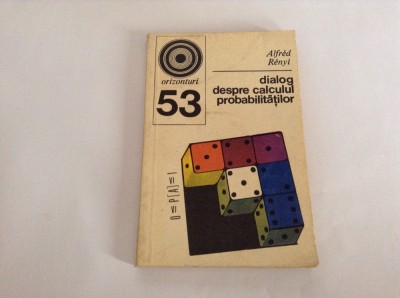 orizonturi
53
Alfréd
Rényi
dialog
despre calculul
probabilităţilor
0 ≤ P[A] ≤ 1